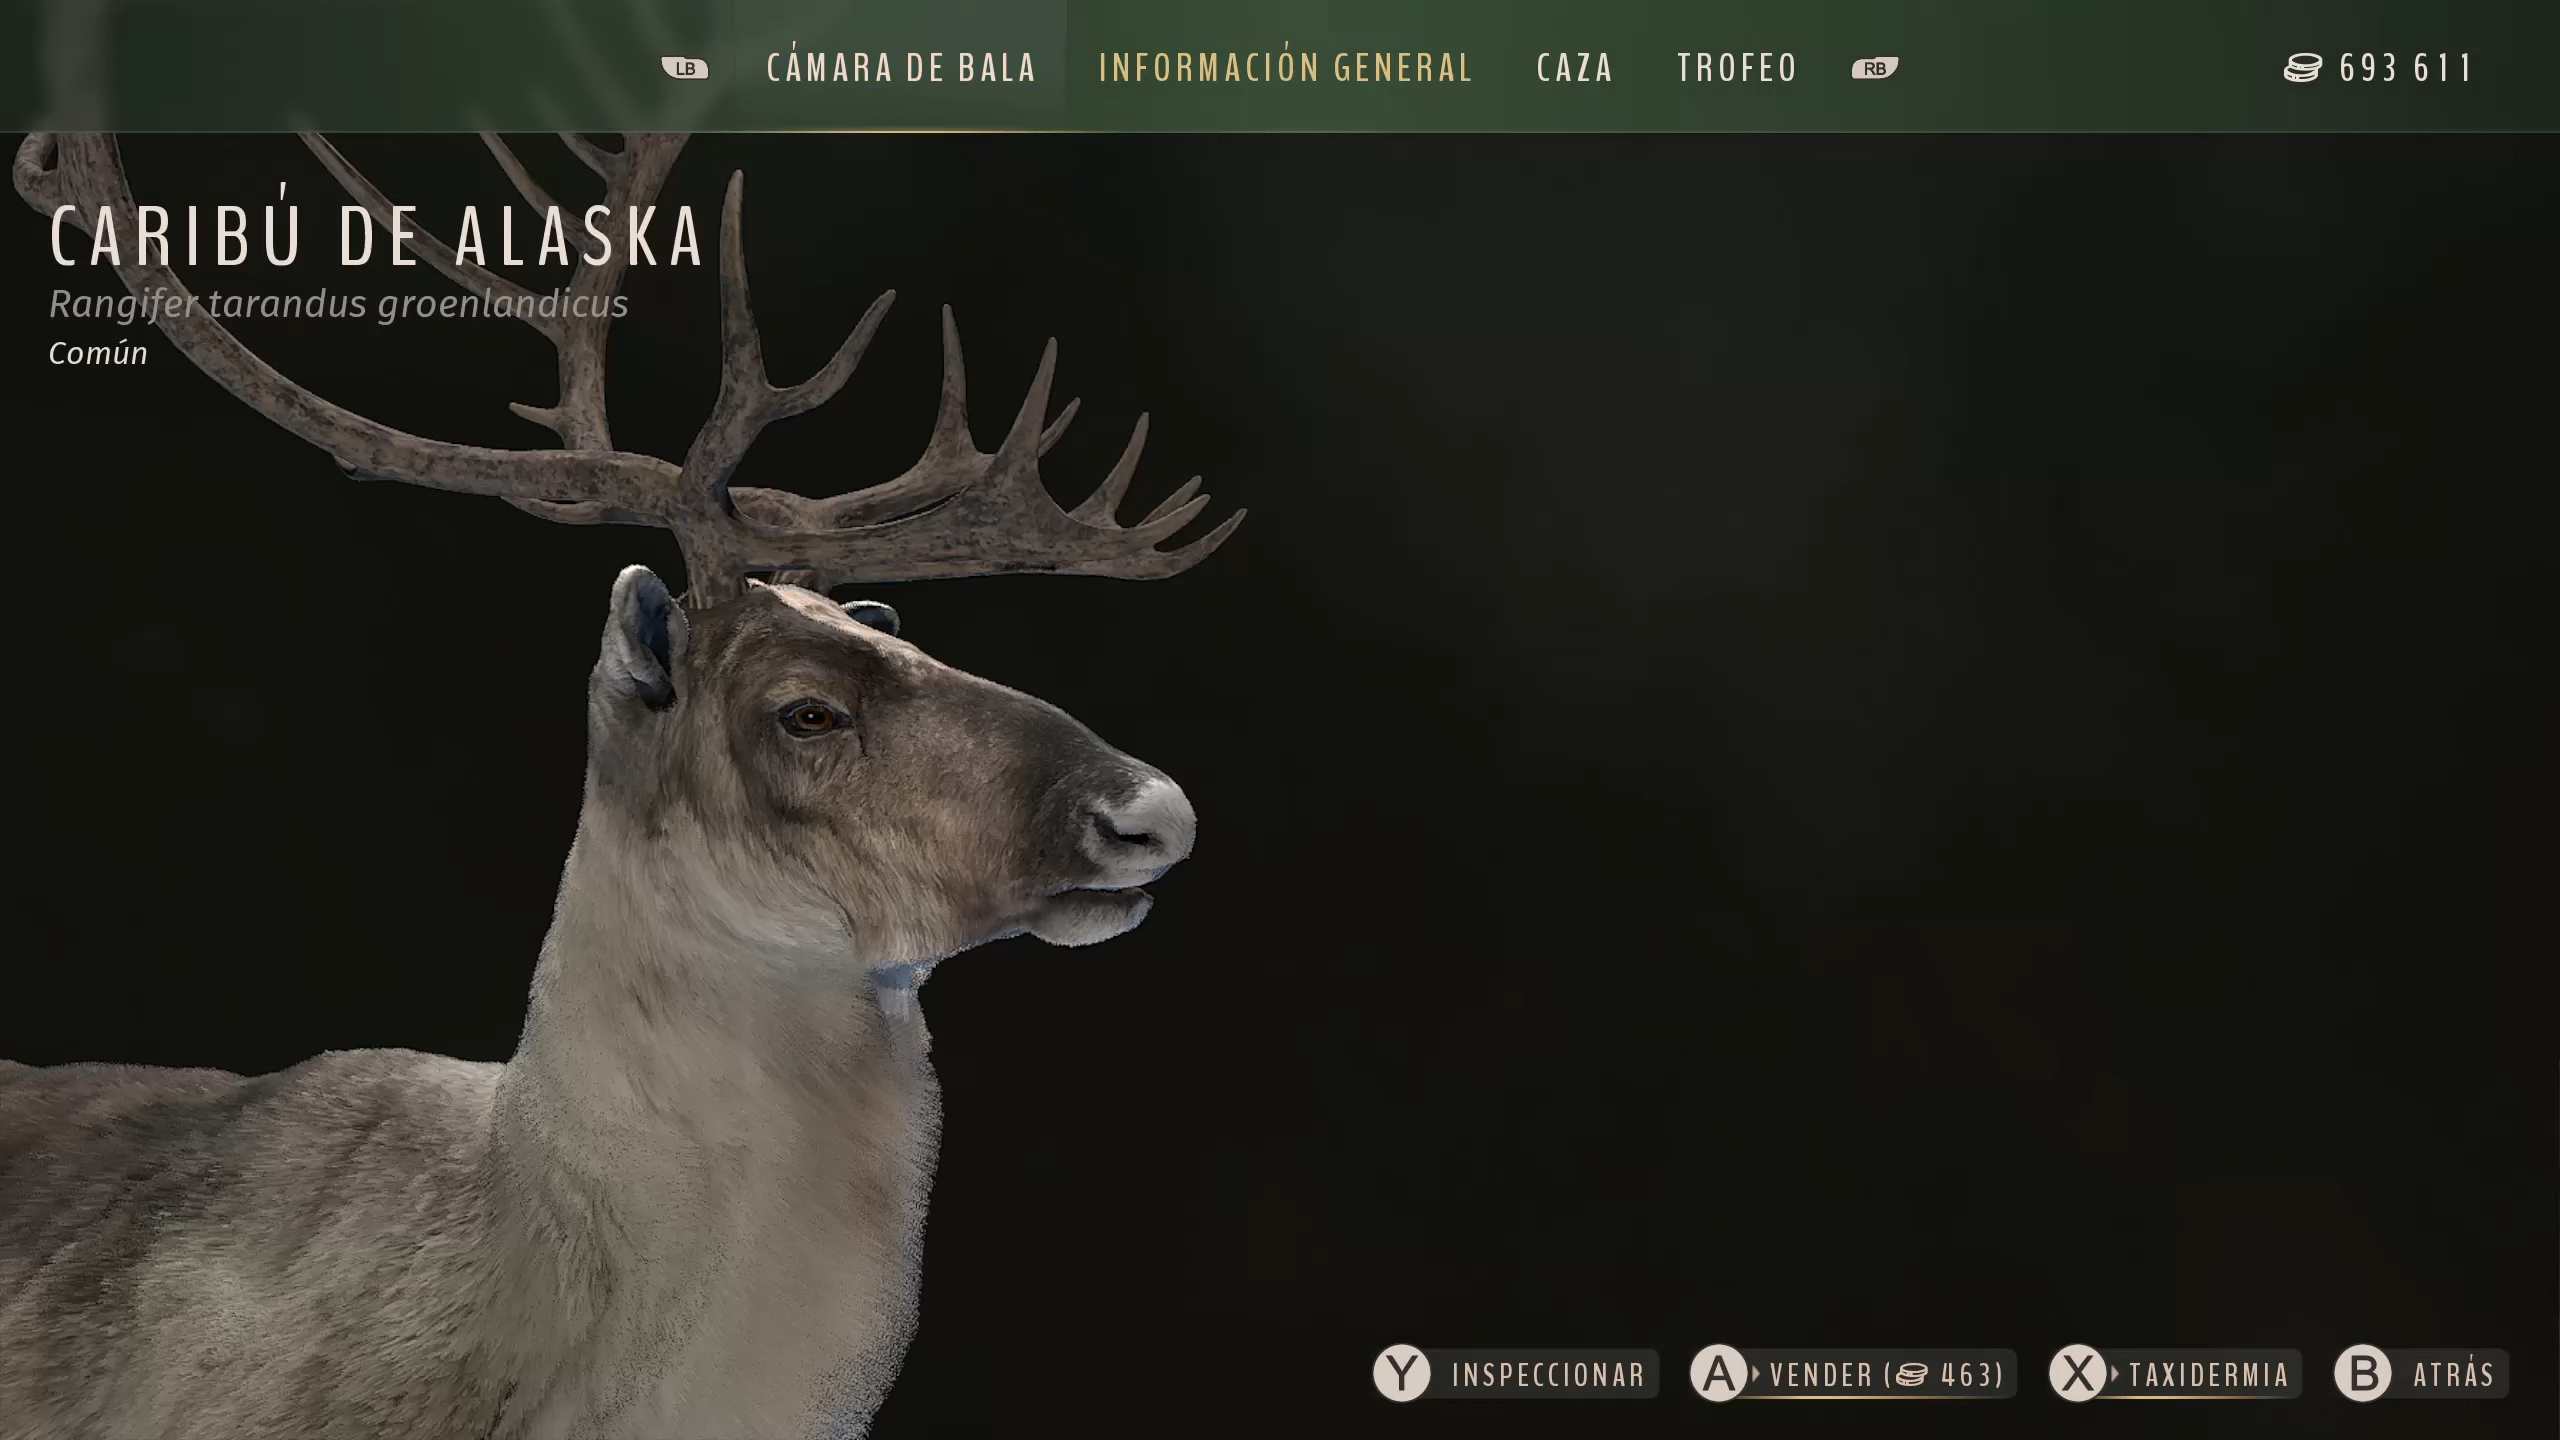 LB CÁMARA DE BALA INFORMACIÓN GENERAL CAZA TROFEO RB 693 611
CARIBÚ DE ALASKA
Rangifer tarandus groenlandicus
Común
Y INSPECCIONAR A VENDER (463) X TAXIDERMIA B ATRÁS